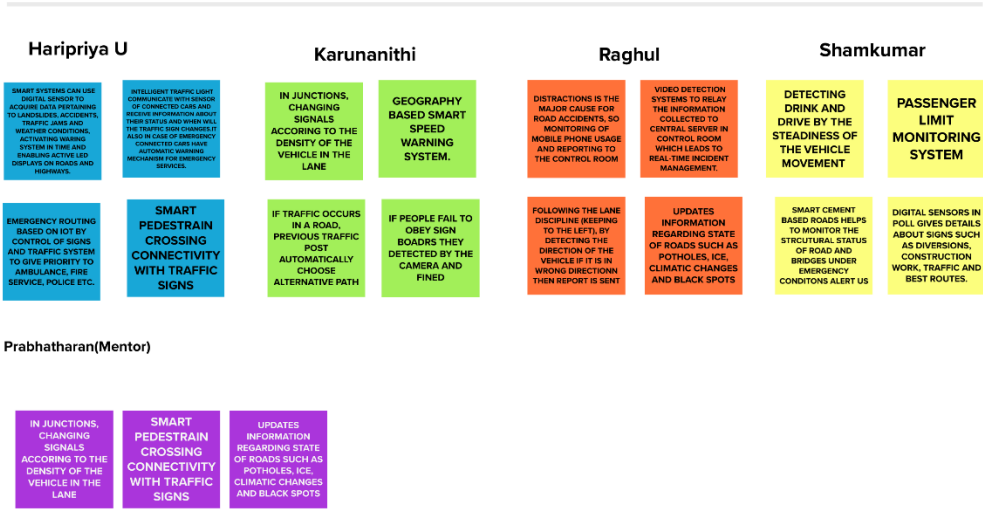 Haripriya U
SMART SYSTEMS CAN USE
DIGITAL SENSOR TO
ACQUIRE DATA PERTAINING
TO LANDSLIDES, ACCIDENTS,
TRAFFIC JAMS AND
WEATHER CONDITIONS,
ACTIVATING WARING
SYSTEM IN TIME AND
ENABLING ACTIVE LED
DISPLAYS ON ROADS AND
HIGHWAYS.
INTELLIGENT TRAFFIC LIGHT
COMMUNICATE WITH SENSOR
OF CONNECTED CARS AND
RECEIVE INFORMATION ABOUT
THEIR STATUS AND WHEN WILL
THE TRAFFIC SIGN CHANGES.IT
ALSO IN CASE OF EMERGENCY
CONNECTED CARS HAVE
AUTOMATIC WARNING
MECHANISM FOR EMERGENCY
SERVICES.
EMERGENCY ROUTING
BASED ON IOT BY
CONTROL OF SIGNS
AND TRAFFIC SYSTEM
TO GIVE PRIORITY TO
AMBULANCE, FIRE
SERVICE, POLICE ETC.
SMART
PEDESTRAIN
CROSSING
CONNECTIVITY
WITH TRAFFIC
SIGNS
Karunanithi
IN JUNCTIONS,
CHANGING
SIGNALS
ACCORING TO THE
DENSITY OF THE
VEHICLE IN THE
LANE
GEOGRAPHY
BASED SMART
SPEED
WARNING
SYSTEM.
IF TRAFFIC OCCURS
IN A ROAD,
PREVIOUS TRAFFIC
POST
AUTOMATICALLY
CHOOSE
ALTERNATIVE PATH
IF PEOPLE FAIL TO
OBEY SIGN
BOADRS THEY
DETECTED BY THE
CAMERA AND
FINED
Raghul
DISTRACTIONS IS THE
MAJOR CAUSE FOR
ROAD ACCIDENTS, SO
MONITORING OF
MOBILE PHONE USAGE
AND REPORTING TO
THE CONTROL ROOM
VIDEO DETECTION
SYSTEMS TO RELAY
THE INFORMATION
COLLECTED TO
CENTRAL SERVER IN
CONTROL ROOM
WHICH LEADS TO
REAL-TIME INCIDENT
MANAGEMENT.
FOLLOWING THE LANE
DISCIPLINE (KEEPING
TO THE LEFT), BY
DETECTING THE
DIRECTION OF THE
VEHICLE IF IT IS IN
WRONG DIRECTIONN
THEN REPORT IS SENT
UPDATES
INFORMATION
REGARDING STATE
OF ROADS SUCH AS
POTHOLES, ICE,
CLIMATIC CHANGES
AND BLACK SPOTS
Shamkumar
DETECTING
DRINK AND
DRIVE BY THE
STEADINESS OF
THE VEHICLE
MOVEMENT
PASSENGER
LIMIT
MONITORING
SYSTEM
SMART CEMENT
BASED ROADS HELPS
TO MONITOR THE
STRCUTURAL STATUS
OF ROAD AND
BRIDGES UNDER
EMERGENCY
CONDITONS ALERT US
DIGITAL SENSORS IN
POLL GIVES DETAILS
ABOUT SIGNS SUCH
AS DIVERSIONS,
CONSTRUCTION
WORK, TRAFFIC AND
BEST ROUTES.
Prabhatharan(Mentor)
IN JUNCTIONS,
CHANGING
SIGNALS
ACCORING TO THE
DENSITY OF THE
VEHICLE IN THE
LANE
SMART
PEDESTRAIN
CROSSING
CONNECTIVITY
WITH TRAFFIC
SIGNS
UPDATES
INFORMATION
REGARDING STATE
OF ROADS SUCH AS
POTHOLES, ICE,
CLIMATIC CHANGES
AND BLACK SPOTS